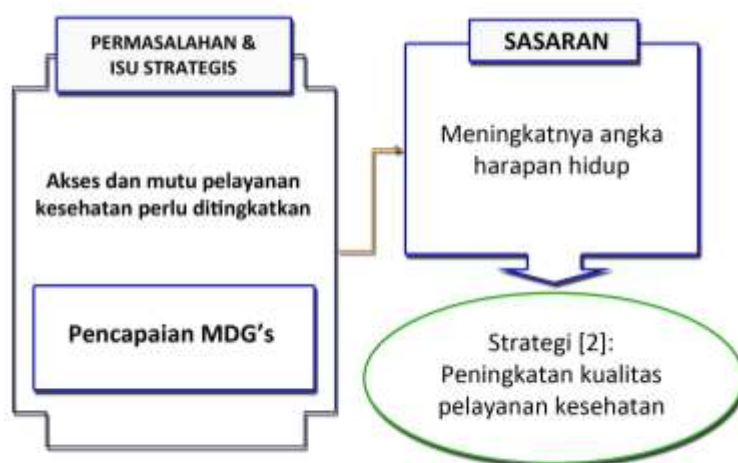 PERMASALAHAN &
ISU STRATEGIS
Akses dan mutu pelayanan
kesehatan perlu ditingkatkan
Pencapaian MDG's
SASARAN
Meningkatnya angka
harapan hidup
Strategi [2]:
Peningkatan kualitas
pelayanan kesehatan